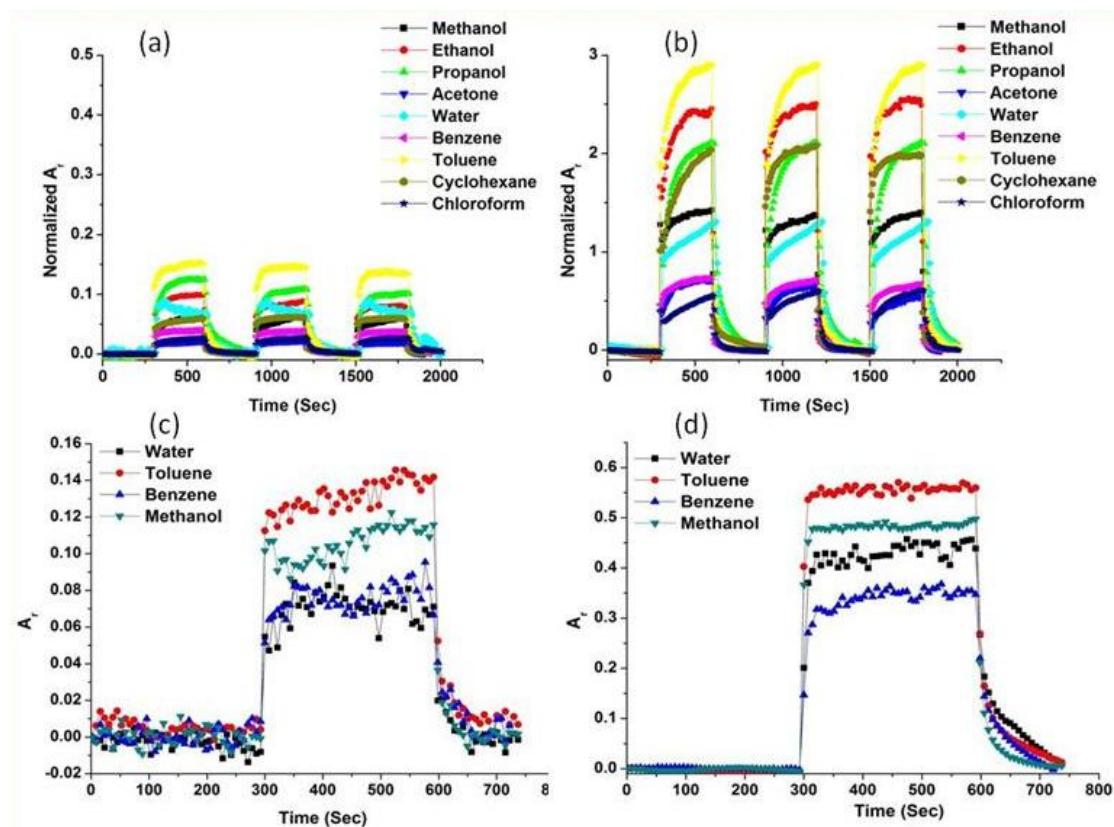 (a)
Methanol
Ethanol
Propanol
Acetone
Water
Benzene
Toluene
Cyclohexane
Chloroform
Normalized Ar
0.5
0.4
0.3
0.2
0.1
0.0
0 500 1000 1500 2000
Time (Sec)
(b)
Methanol
Ethanol
Propanol
Acetone
Water
Benzene
Toluene
Cyclohexane
Chloroform
Normalized Ar
3
2
1
0
0 500 1000 1500 2000
Time (Sec)
(c)
Water
Toluene
Benzene
Methanol
Ar
0.16
0.14
0.12
0.10
0.08
0.06
0.04
0.02
0.00
-0.02
0 100 200 300 400 500 600 700 8
Time (Sec)
(d)
Water
Toluene
Benzene
Methanol
Ar
0.6
0.5
0.4
0.3
0.2
0.1
0.0
0 100 200 300 400 500 600 700 800
Time (Sec)